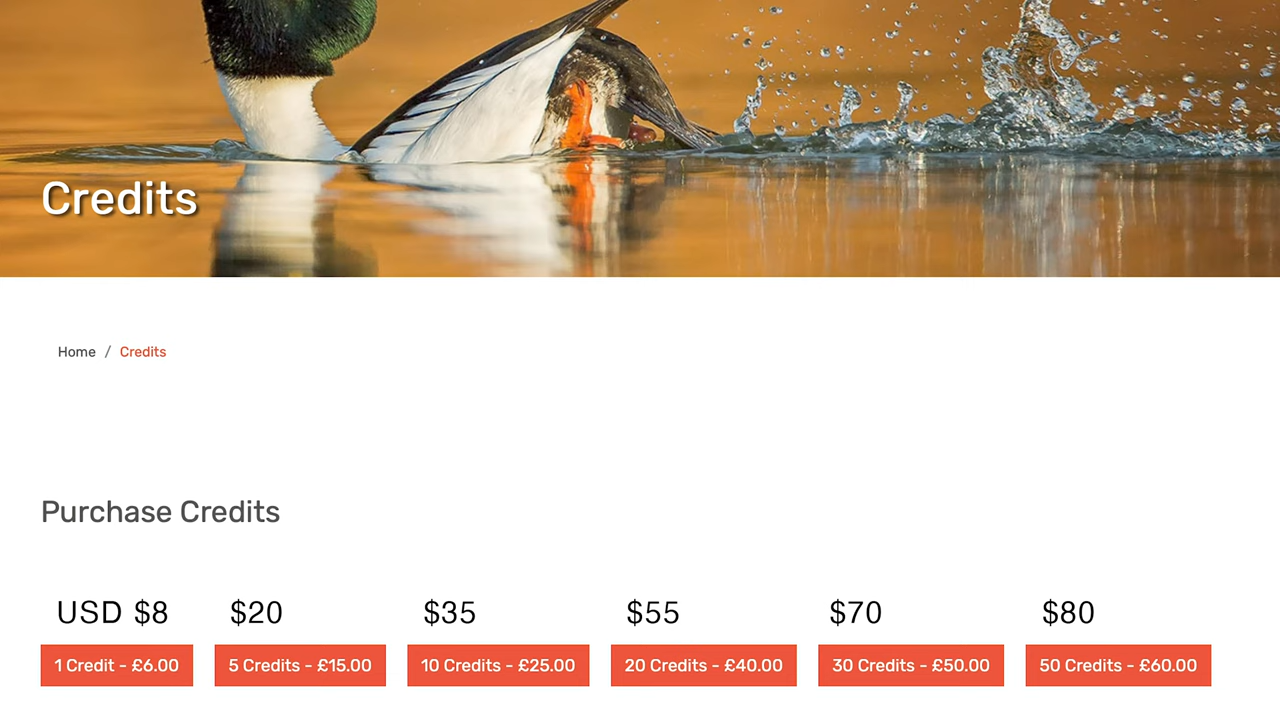 Credits
Home / Credits
Purchase Credits
USD $8 $20 $35 $55 $70 $80
1 Credit - £6.00 5 Credits - £15.00 10 Credits - £25.00 20 Credits - £40.00 30 Credits - £50.00 50 Credits - £60.00